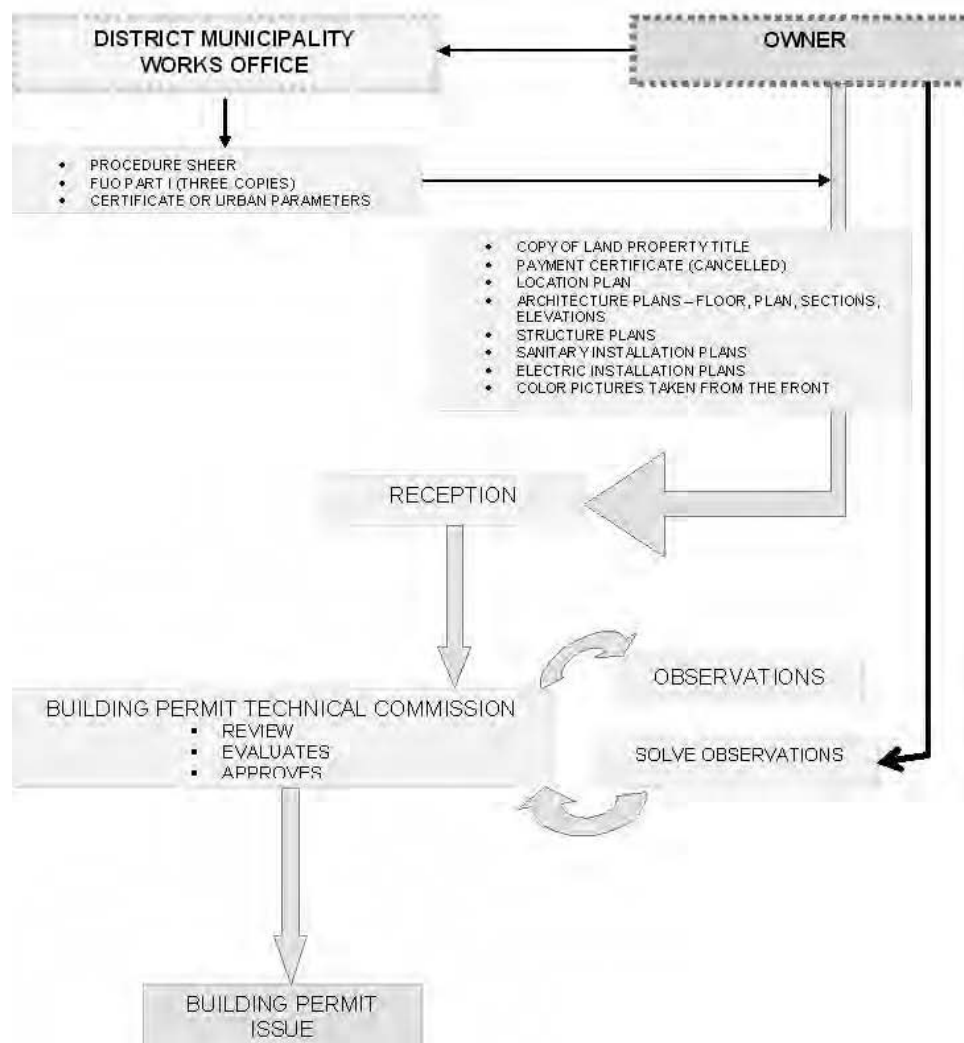 DISTRICT MUNICIPALITY
WORKS OFFICE
OWNER
• PROCEDURE SHEER
• FUO PART I (THREE COPIES)
• CERTIFICATE OR URBAN PARAMETERS
• COPY OF LAND PROPERTY TITLE
• PAYMENT CERTIFICATE (CANCELLED)
• LOCATION PLAN
• ARCHITECTURE PLANS – FLOOR, PLAN, SECTIONS,
ELEVATIONS
• STRUCTURE PLANS
• SANITARY INSTALLATION PLANS
• ELECTRIC INSTALLATION PLANS
• COLOR PICTURES TAKEN FROM THE FRONT
RECEPTION
BUILDING PERMIT TECHNICAL COMMISSION
▪ REVIEW
▪ EVALUATES
▪ APPROVES
OBSERVATIONS
SOLVE OBSERVATIONS
BUILDING PERMIT
ISSUE